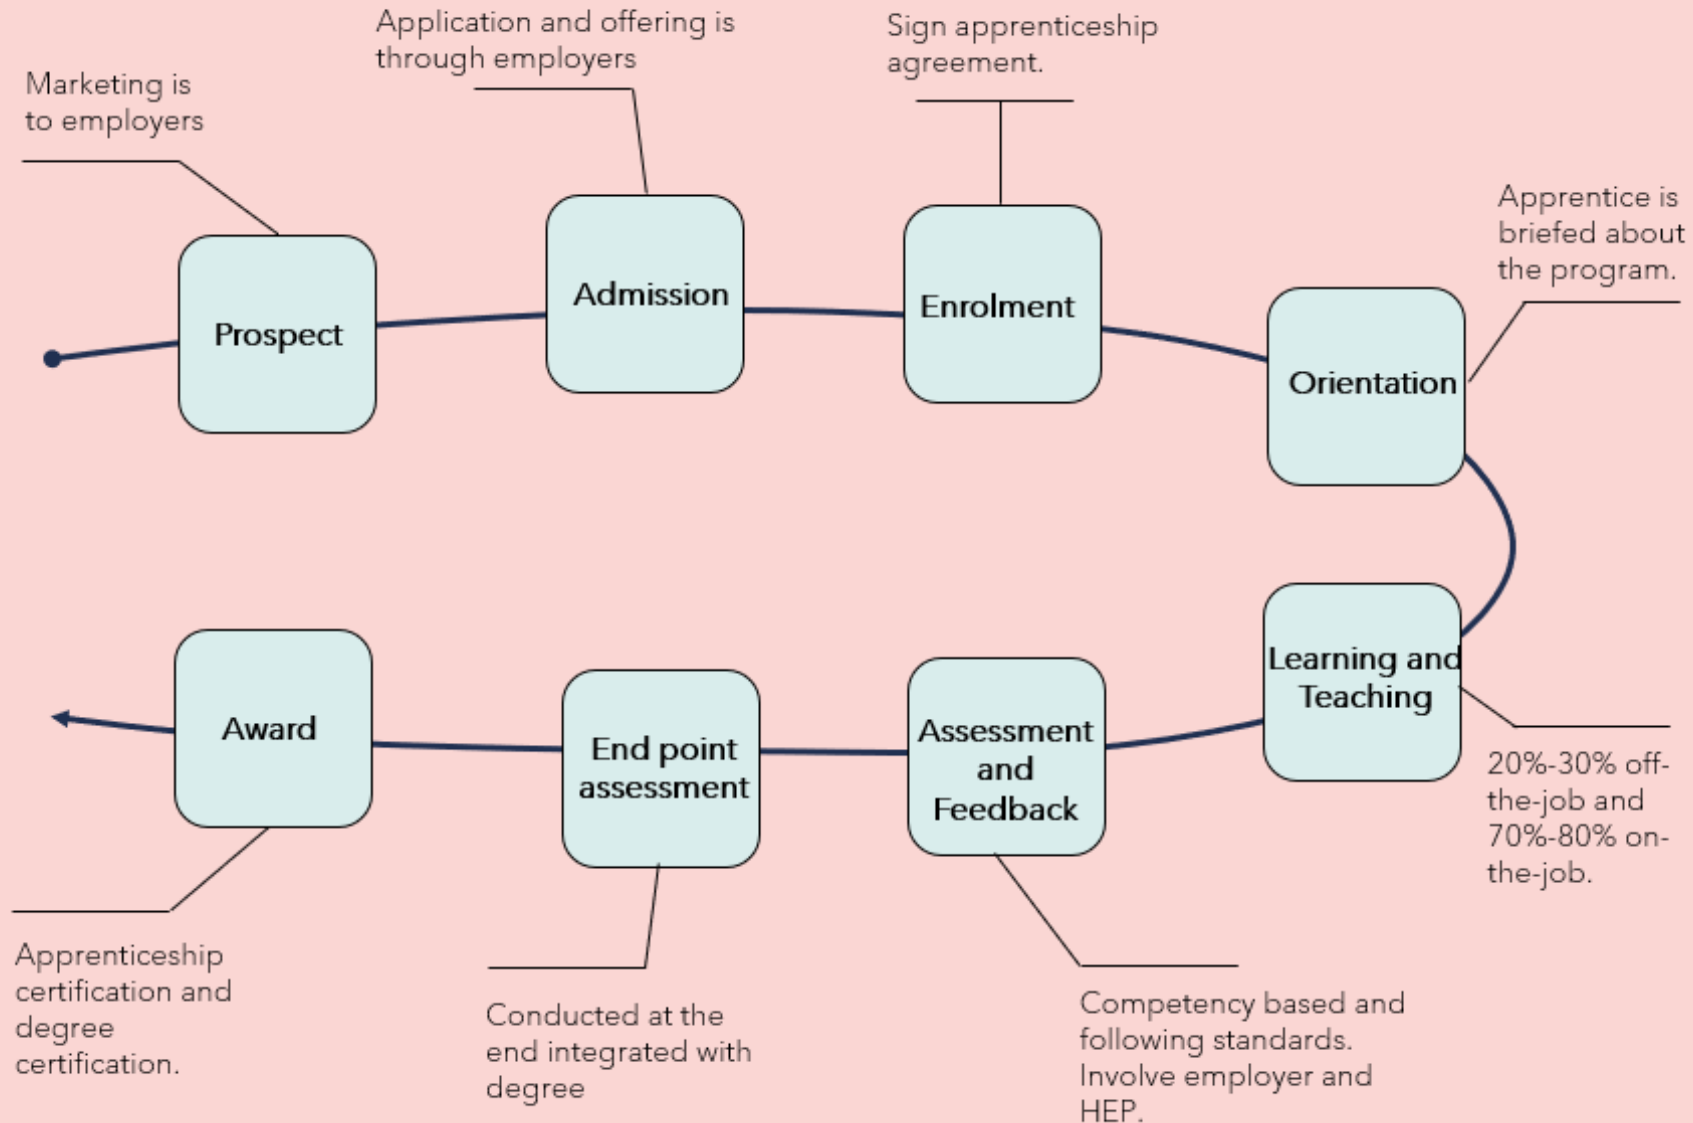 Marketing is
to employers
Prospect
Application and offering is
through employers
Admission
Sign apprenticeship
agreement.
Enrolment
Apprentice is
briefed about
the program.
Orientation
Learning and
Teaching
20%-30% off-
the-job and
70%-80% on-
the-job.
Assessment
and
Feedback
Competency based and
following standards.
Involve employer and
HEP.
End point
assessment
Conducted at the
end integrated with
degree
Award
Apprenticeship
certification and
degree
certification.